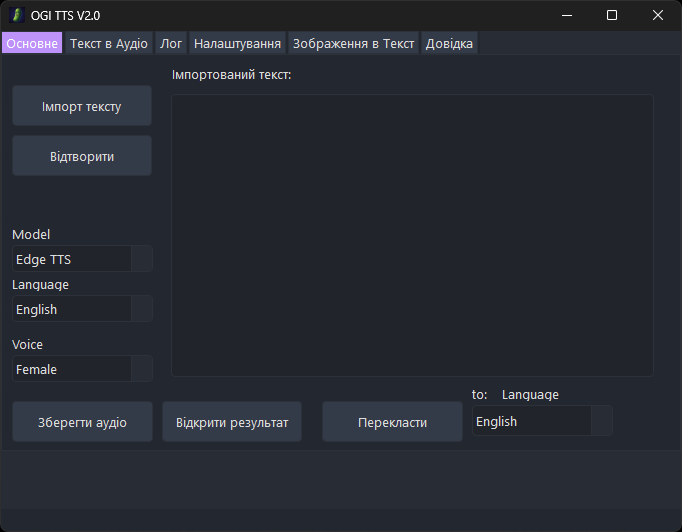 OGI TTS V2.0
Основне Текст в Аудіо Лог Налаштування Зображення в Текст Довідка
Імпортований текст:
Імпорт тексту
Відтворити
Model
Edge TTS
Language
English
Voice
Female
to: Language
English
Зберегти аудіо Відкрити результат Перекласти